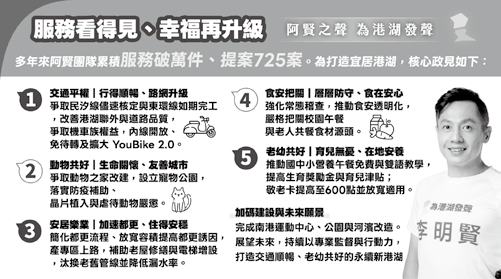 服務看得見、幸福再升級
阿賢之聲 為港湖發聲
多年來阿賢團隊累積服務破萬件、提案725案。為打造宜居港湖，核心政見如下：
1 交通平權｜行得順暢、路網升級
爭取民汐線儘速核定與東環線如期完工
，改善港湖聯外與道路品質，
爭取機車族權益，內線開放、
免待轉及擴大 YouBike 2.0。
2 動物共好｜生命關懷、友善城市
爭取動物之家改建，設立寵物公園，
落實防疫補助、
晶片植入與虐待動物嚴懲。
3 安居樂業｜加速都更、住得安穩
簡化都更流程、放寬容積提高都更誘因，
產專區上路，補助老屋修繕與電梯增設
，汰換老舊管線並降低漏水率。
4 食安把關｜層層防守、食在安心
強化常態稽查，推動食安透明化，
嚴格把關校園午餐
與老人共餐食材源頭。
5 老幼共好｜育兒無憂、在地安養
推動國中小營養午餐免費與雙語教學，
提高生育獎勵金與育兒津貼；
敬老卡提高至600點並放寬適用。
加碼建設與未來願景
完成南港運動中心、公園與河濱改造。
展望未來，持續以專業監督與行動力，
打造交通順暢、老幼共好的永續新港湖
為港湖發聲
李明賢